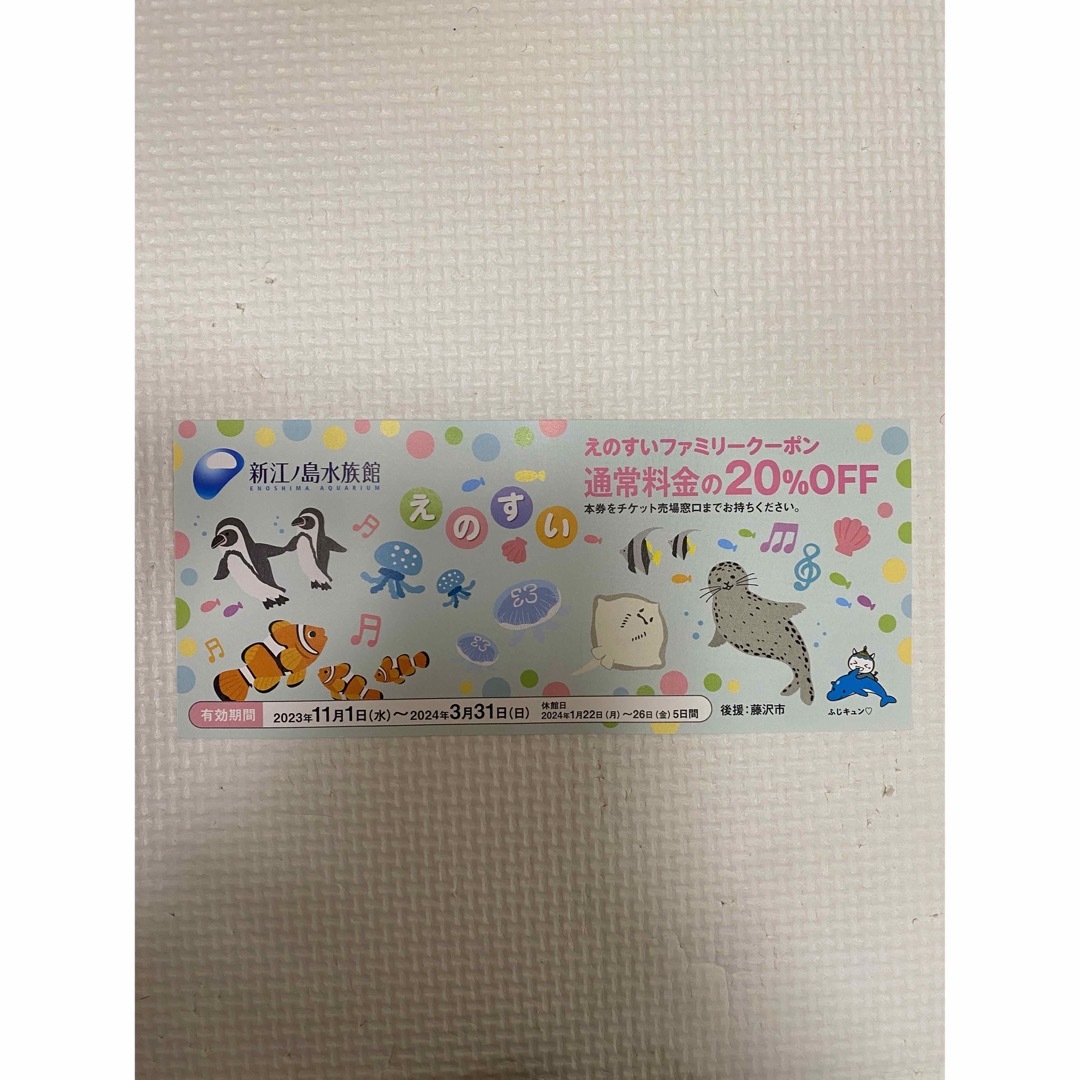 新江ノ島水族館
ENOSHIMA AQUARIUM
えのすい
えのすいファミリークーポン
通常料金の20%OFF
本券をチケット売場窓口までお持ちください。
有効期間 2023年11月1日(水)～2024年3月31日(日)
休館日
2024年1月22日(月)～26日(金)5日間
後援:藤沢市
ふじキュン♡